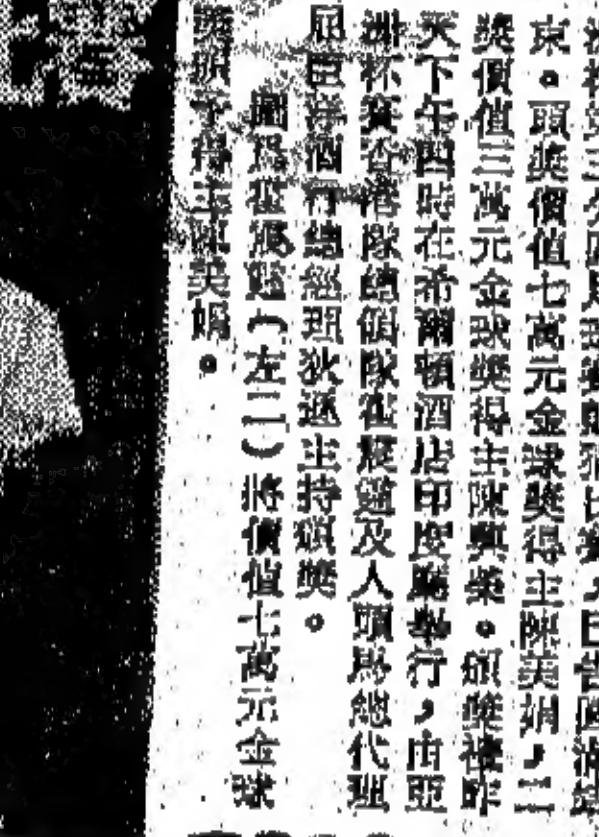 束。頭獎價值七萬元金球獎得主陳美娟，二
獎價值三萬元金球獎得主陳興榮。頒獎禮昨
天下午四時在希爾頓酒店印度廳舉行，由亞
洲杯賽香港隊總領隊霍震霆及人頭馬總代理
屈臣洋酒行總經理狄遜主持頒獎。
圖爲霍震霆（左二）將價值七萬元金球
獎頒予得主陳美娟。